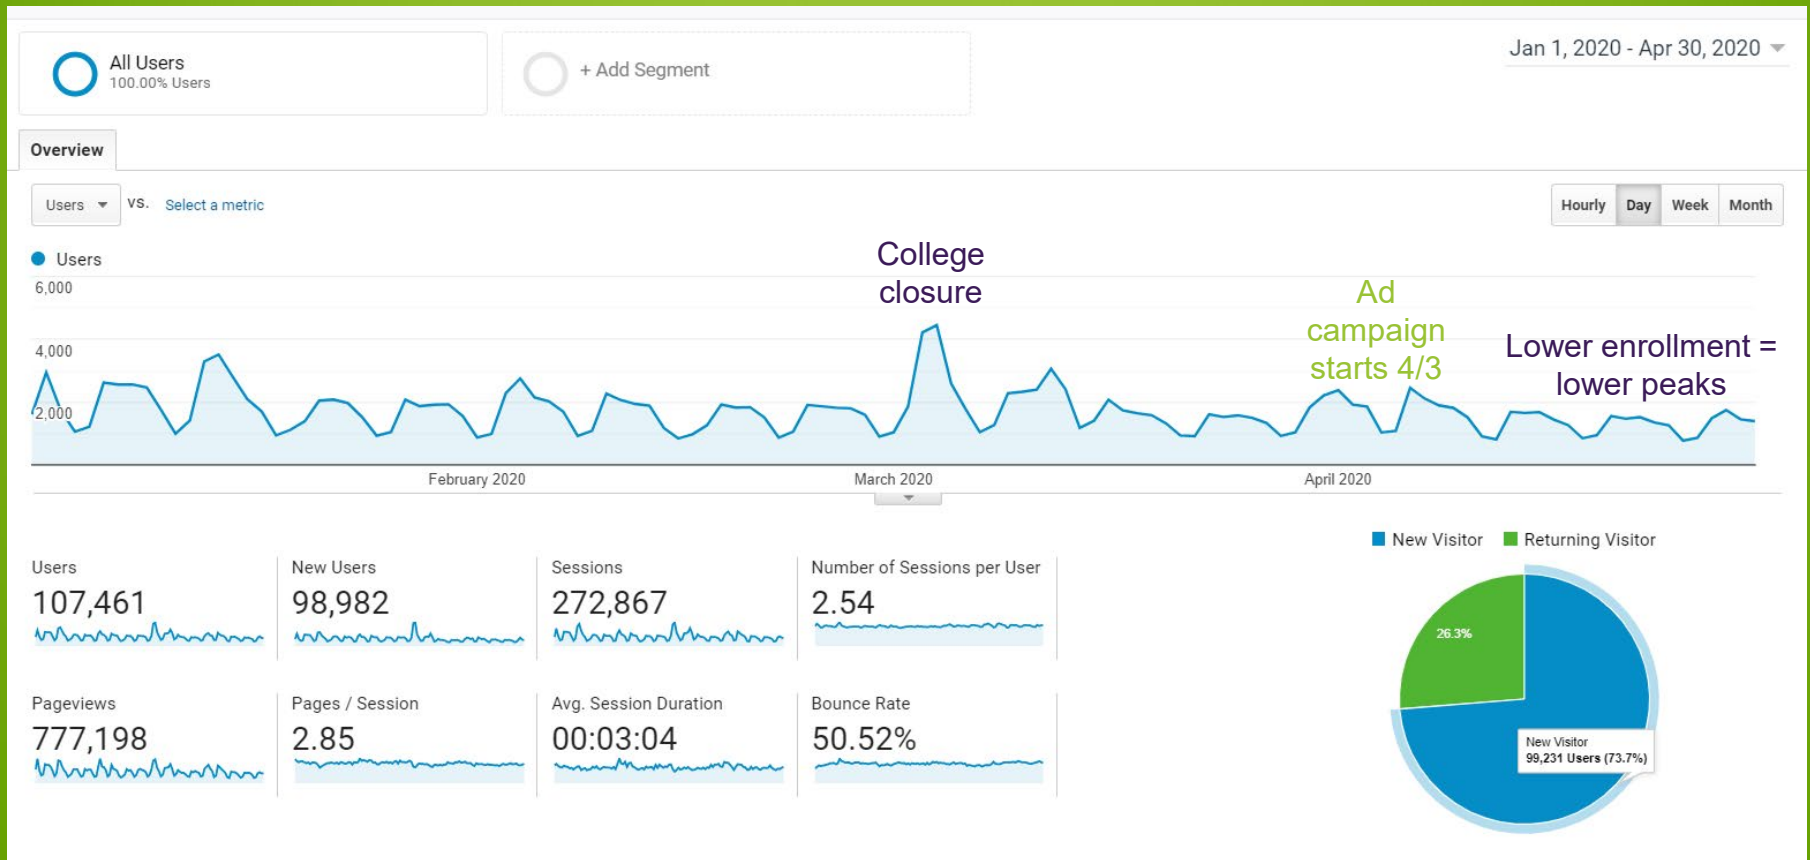 All Users
100.00% Users
+ Add Segment
Jan 1, 2020 - Apr 30, 2020
Overview
Users
VS.
Select a metric
Hourly
Day
Week
Month
Users
6,000
4,000
2,000
College
closure
Ad
campaign
starts 4/3
Lower enrollment =
lower peaks
February 2020
March 2020
April 2020
Users
107,461
New Users
98,982
Sessions
272,867
Number of Sessions per User
2.54
Pageviews
777,198
Pages / Session
2.85
Avg. Session Duration
00:03:04
Bounce Rate
50.52%
New Visitor
Returning Visitor
26.3%
New Visitor
99,231 Users (73.7%)